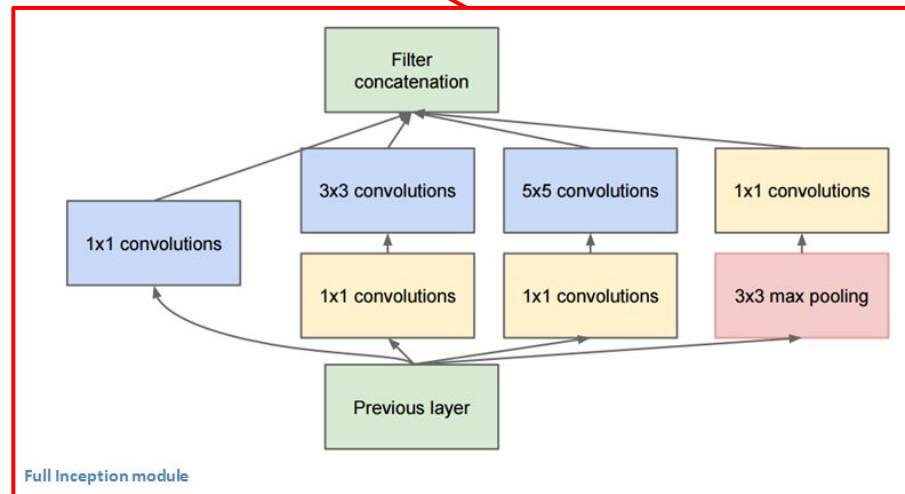 Filter
concatenation
3x3 convolutions
5x5 convolutions
1x1 convolutions
1x1 convolutions
1x1 convolutions
1x1 convolutions
3x3 max pooling
Previous layer
Full Inception module